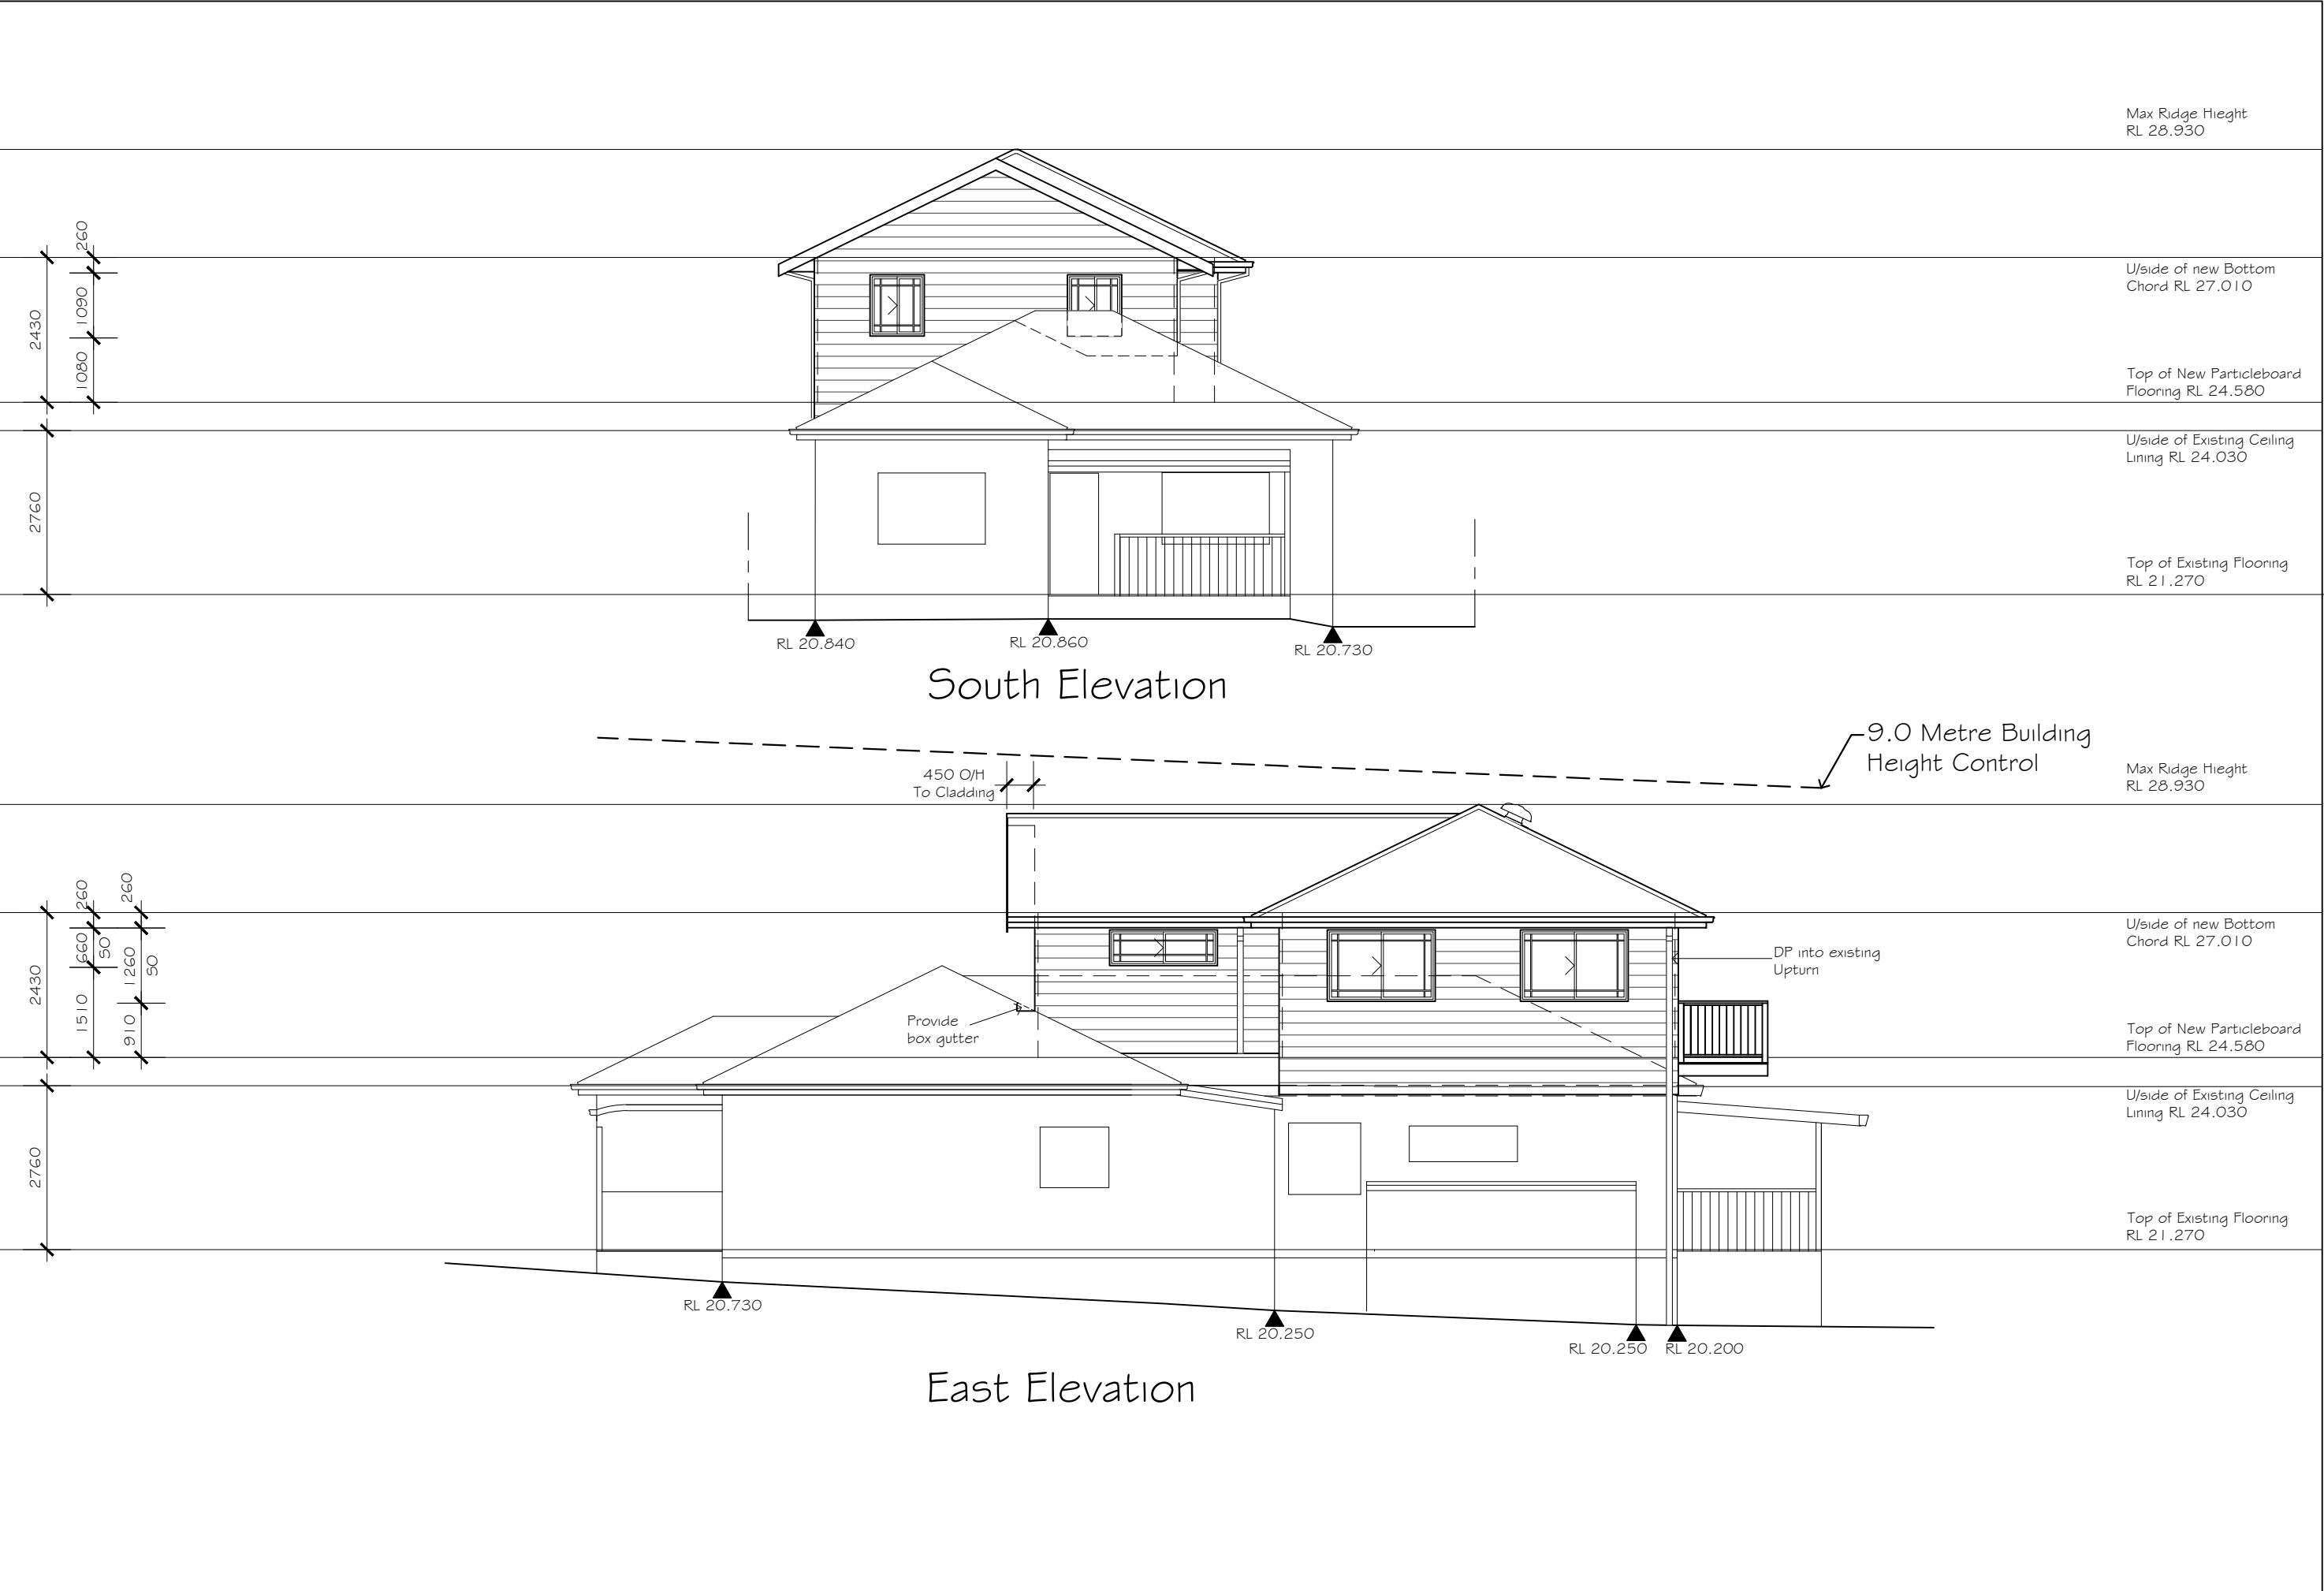 Max Ridge Hieght
RL 28.930
260
1090
2430
1080
U/side of new Bottom
Chord RL 27.010
Top of New Particleboard
Flooring RL 24.580
U/side of Existing Ceiling
Lining RL 24.030
2760
Top of Existing Flooring
RL 21.270
RL 20.840
RL 20.860
RL 20.730
South Elevation
9.0 Metre Building
Height Control
450 O/H
To Cladding
Max Ridge Hieght
RL 28.930
260
260
660
50
1260
50
2430
1510
910
U/side of new Bottom
Chord RL 27.010
DP into existing
Upturn
Provide
box gutter
Top of New Particleboard
Flooring RL 24.580
U/side of Existing Ceiling
Lining RL 24.030
2760
Top of Existing Flooring
RL 21.270
RL 20.730
RL 20.250
RL 20.250
RL 20.200
East Elevation